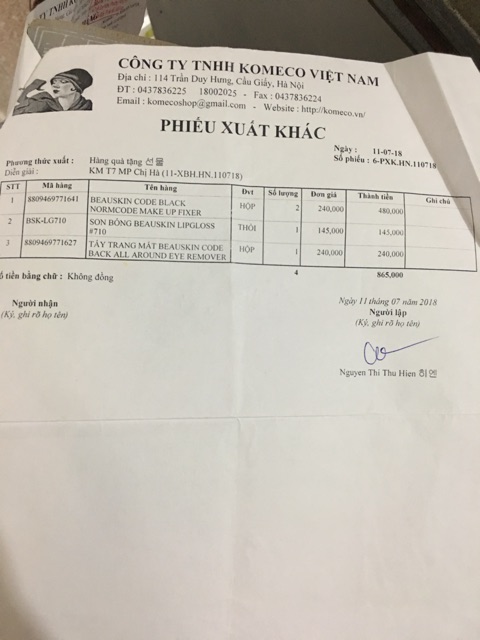 CÔNG TY TNHH KOMECO VIỆT NAM
Địa chỉ : 114 Trần Duy Hưng, Cầu Giấy, Hà Nội
ĐT : 0437836225 18002025 - Fax : 0437836224
Email : komecoshop@gmail.com - Website : http://komeco.vn/
PHIẾU XUẤT KHÁC
Ngày : 11-07-18
Số phiếu : 6-PXK.HN.110718
Phương thức xuất : Hàng quà tặng 선물
Diễn giải : KM T7 MP Chị Hà (11-XBH.HN.110718)
STT Mã hàng Tên hàng Đvt Số lượng Đơn giá Thành tiền Ghi chú
1 8809469771641 BEAUSKIN CODE BLACK NORMCODE MAKE UP FIXER HỘP 2 240,000 480,000
2 BSK-LG710 SON BÓNG BEAUSKIN LIPGLOSS #710 THỎI 1 145,000 145,000
3 8809469771627 TẨY TRANG MẮT BEAUSKIN CODE BACK ALL AROUND EYE REMOVER HỘP 1 240,000 240,000
4 865,000
ố tiền bằng chữ : Không đồng
Ngày 11 tháng 07 năm 2018
Người nhận Người lập
(Ký, ghi rõ họ tên) (Ký, ghi rõ họ tên)
Nguyen Thi Thu Hien 히엔